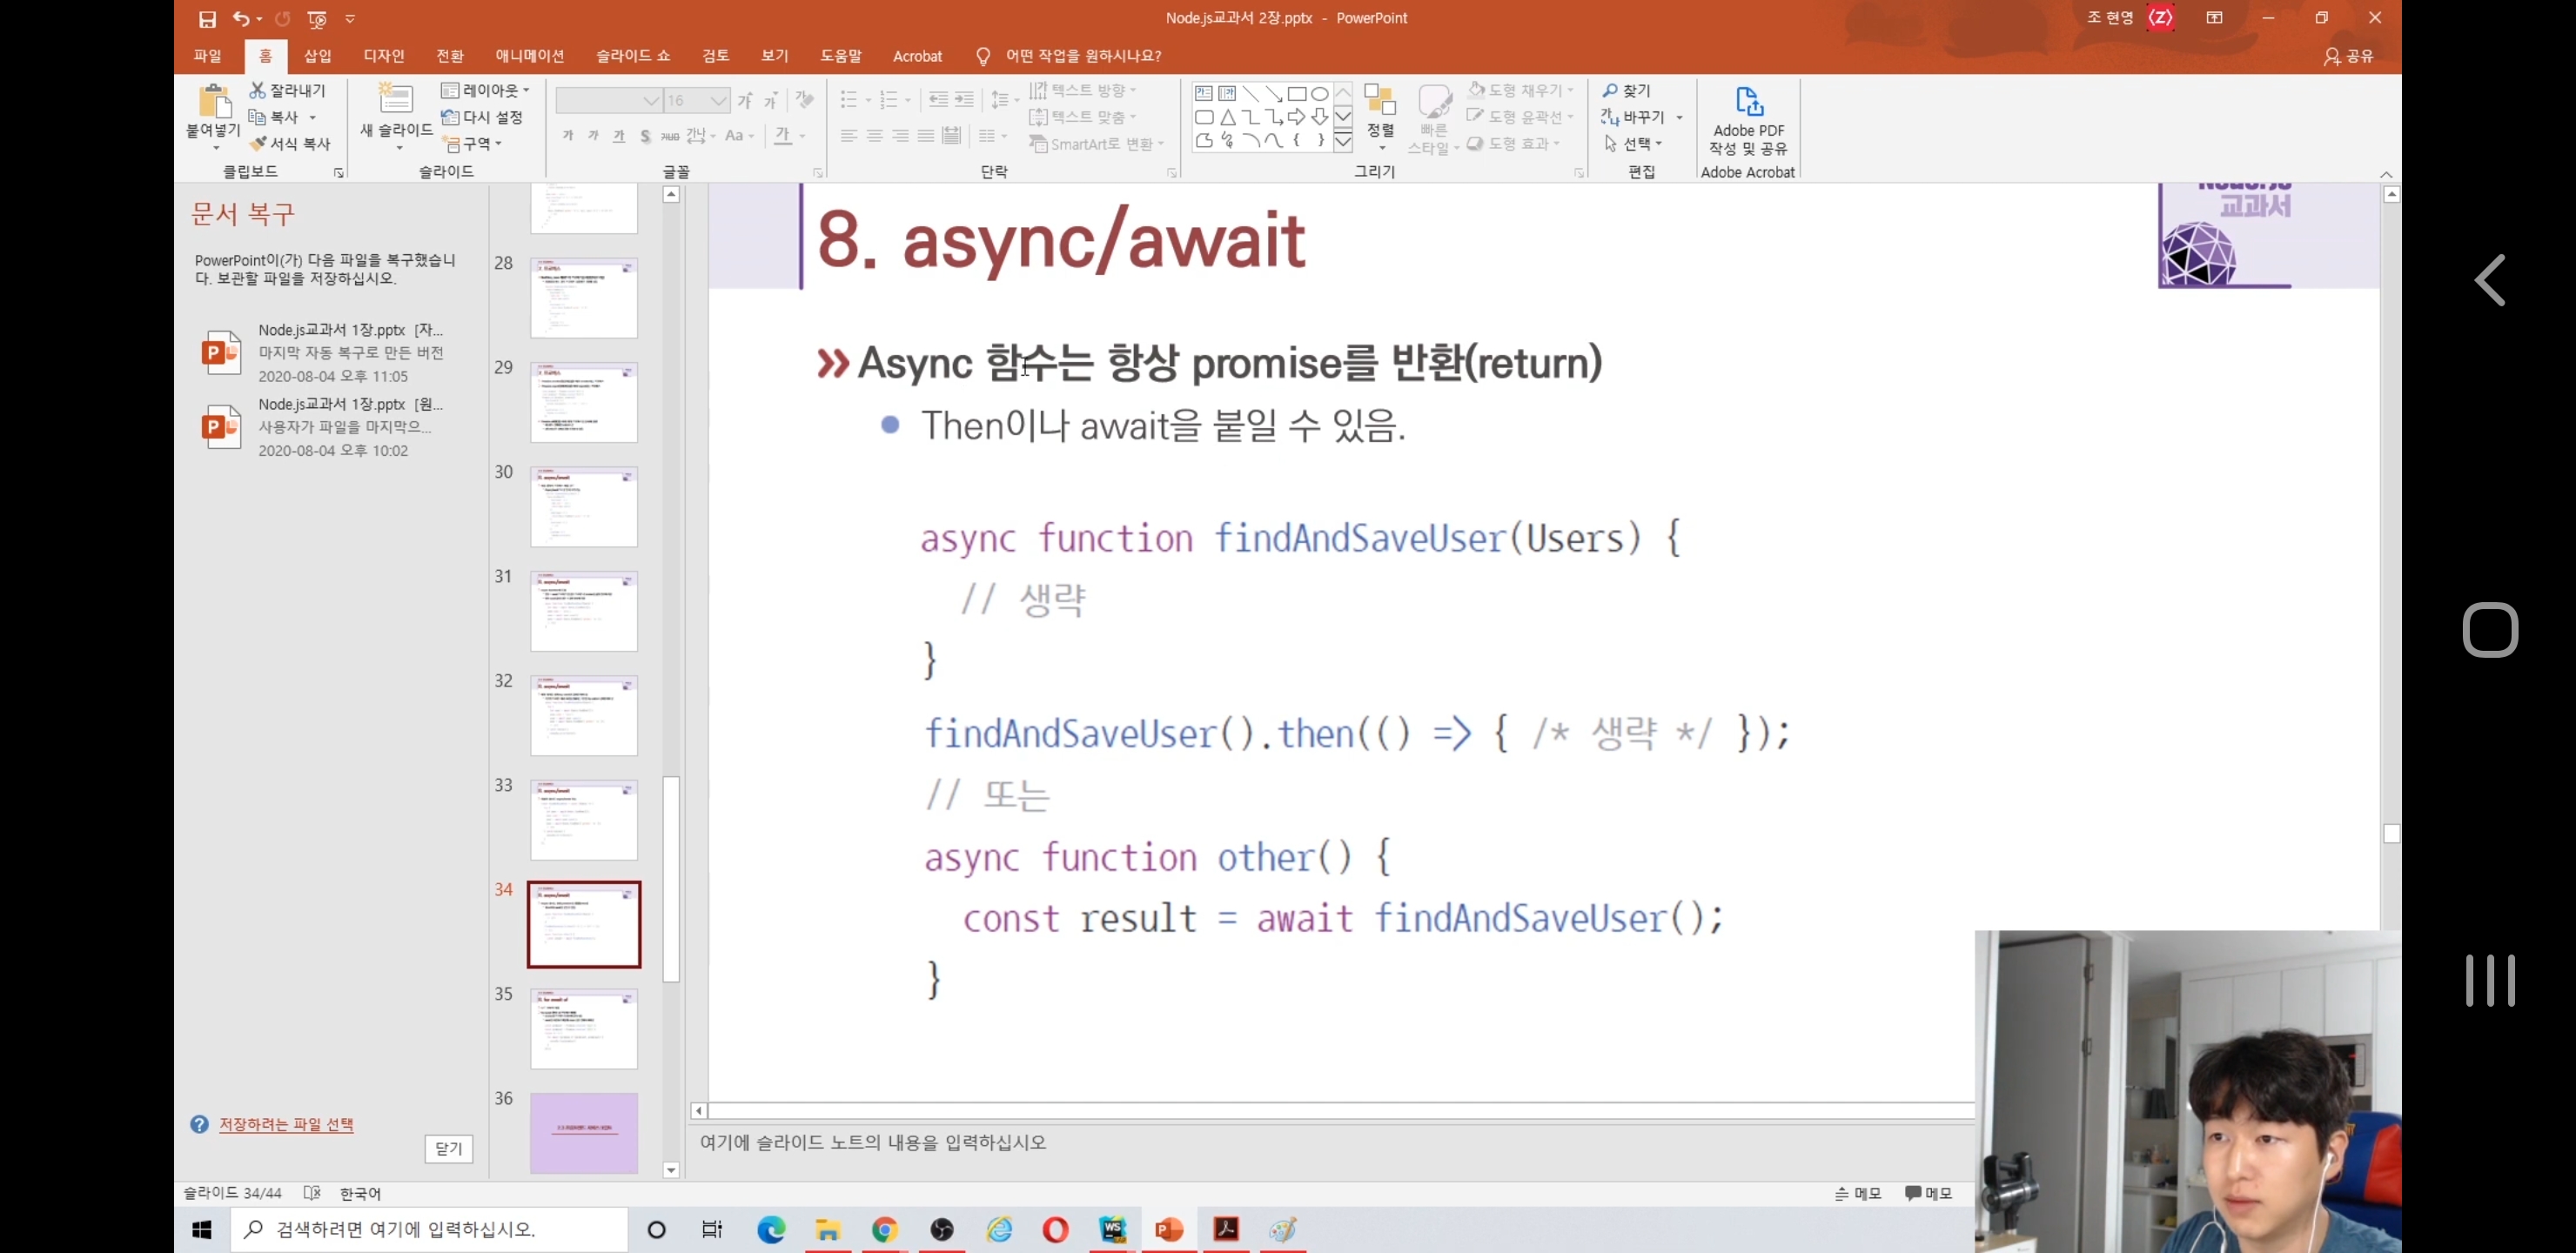 Node.js교과서 2장.pptx - PowerPoint
조 현영
파일 홈 삽입 디자인 전환 애니메이션 슬라이드 쇼 검토 보기 도움말 Acrobat 어떤 작업을 원하시나요? 공유
붙여넣기 잘라내기 복사 서식 복사
클립보드
새 슬라이드 레이아웃 다시 설정 구역
슬라이드
16
가 가 가 가 가 S 가나 Aa 가
글꼴
텍스트 방향
텍스트 맞춤
SmartArt로 변환
단락
정렬 빠른 스타일 도형 채우기 도형 윤곽선 도형 효과
그리기
찾기
바꾸기
선택
편집
Adobe PDF
작성 및 공유
Adobe Acrobat
문서 복구
PowerPoint이(가) 다음 파일을 복구했습니
다. 보관할 파일을 저장하십시오.
Node.js교과서 1장.pptx [자...
마지막 자동 복구로 만든 버전
2020-08-04 오후 11:05
Node.js교과서 1장.pptx [원...
사용자가 파일을 마지막으...
2020-08-04 오후 10:02
저장하려는 파일 선택
닫기
28
29
30
31
32
33
34
35
36
Node.js
교과서
8. async/await
Async 함수는 항상 promise를 반환(return)
Then이나 await을 붙일 수 있음.
async function findAndSaveUser(Users) {
// 생략
}
findAndSaveUser().then(() => { /* 생략 */ });
// 또는
async function other() {
const result = await findAndSaveUser();
}
여기에 슬라이드 노트의 내용을 입력하십시오
슬라이드 34/44 한국어 메모 메모
검색하려면 여기에 입력하십시오.
WS